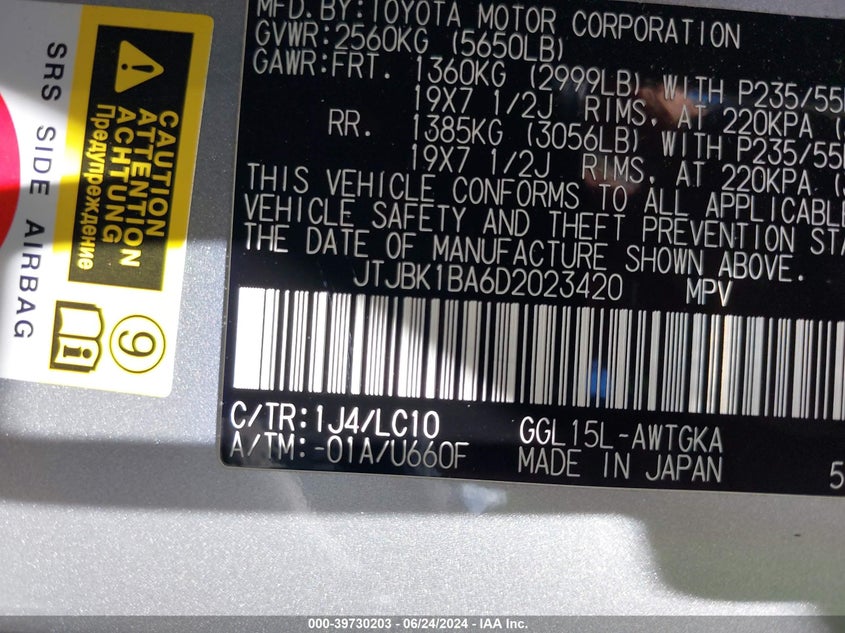 MFD.BY:TOYOTA MOTOR CORPORATION
GVWR:2560KG (5650LB)
GAWR:FRT. 1360KG (2999LB) WITH P235/55
19X7 1/2J RIMS, AT 220KPA (
RR. 1385KG (3056LB) WITH P235/55
19X7 1/2J RIMS, AT 220KPA (
THIS VEHICLE CONFORMS TO ALL APPLICABLE
VEHICLE SAFETY AND THEFT PREVENTION STA
THE DATE OF MANUFACTURE SHOWN ABOVE.
JTJBK1BA6D2023420 MPV
C/TR:1J4/LC10 GGL15L-AWTGKA
A/TM:-01A/U660F MADE IN JAPAN 5
SRS SIDE AIRBAG
CAUTION
ATTENTION
ACHTUNG
Предупреждение
9
000-39730203 - 06/24/2024 - IAA Inc.